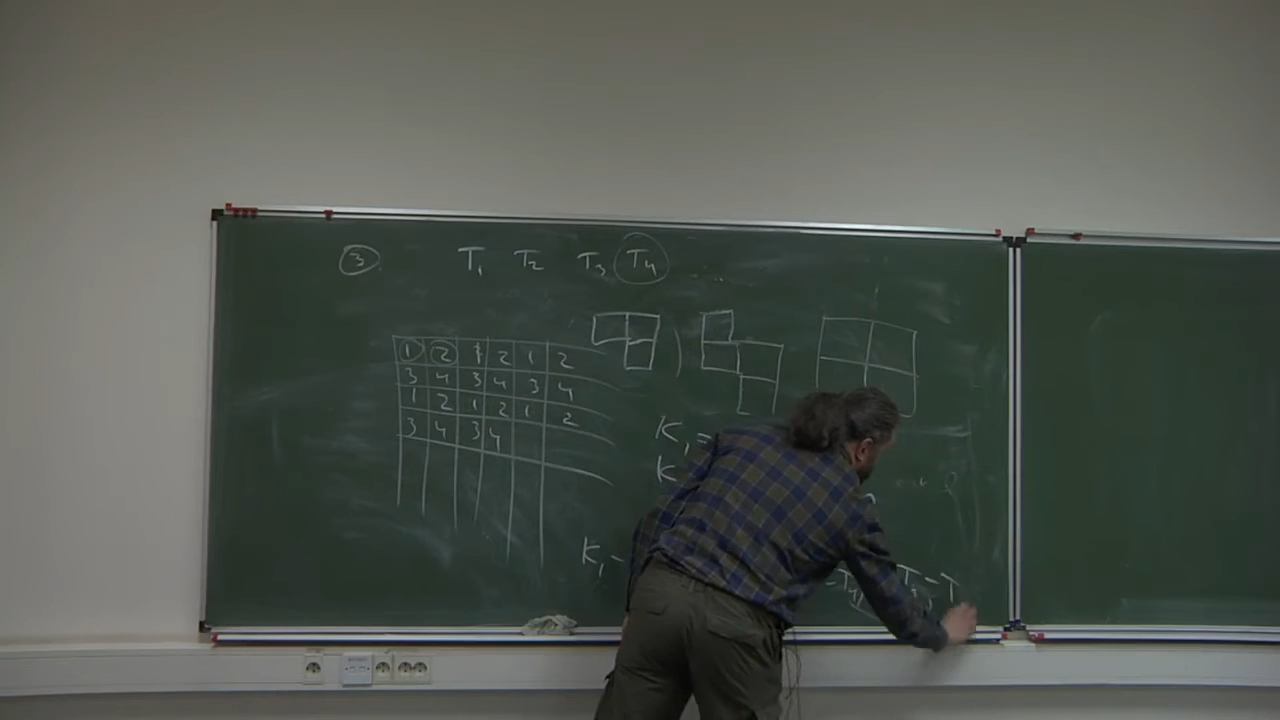 3 T1 T2 T3 T4 ...
1 2 1 2 1 2
3 4 3 4 3 4
1 2 1 2 1 2
3 4 3 4
K1 =
K
K1 -